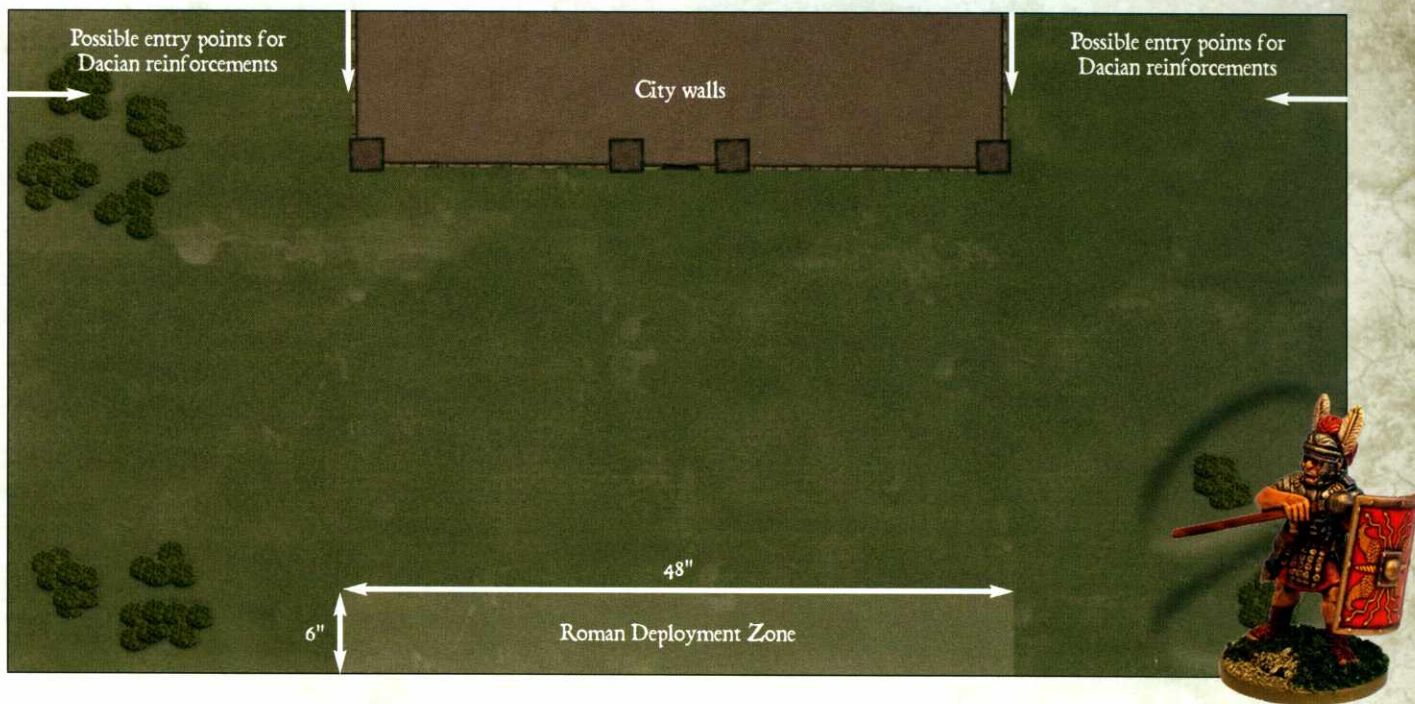 Possible entry points for
Dacian reinforcements
City walls
Possible entry points for
Dacian reinforcements
48"
6"
Roman Deployment Zone